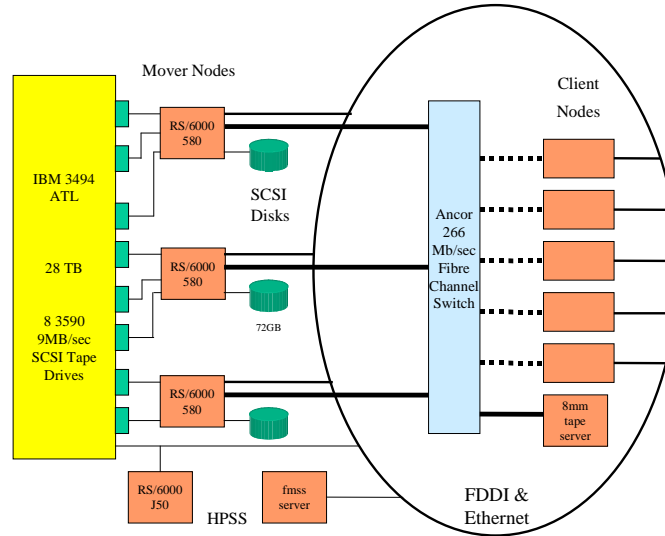 Mover Nodes
Client
Nodes
IBM 3494
ATL
28 TB
8 3590
9MB/sec
SCSI Tape
Drives
RS/6000
580
SCSI
Disks
RS/6000
580
72GB
RS/6000
580
Ancor
266
Mb/sec
Fibre
Channel
Switch
8mm
tape
server
RS/6000
J50
HPSS
fmss
server
FDDI &
Ethernet